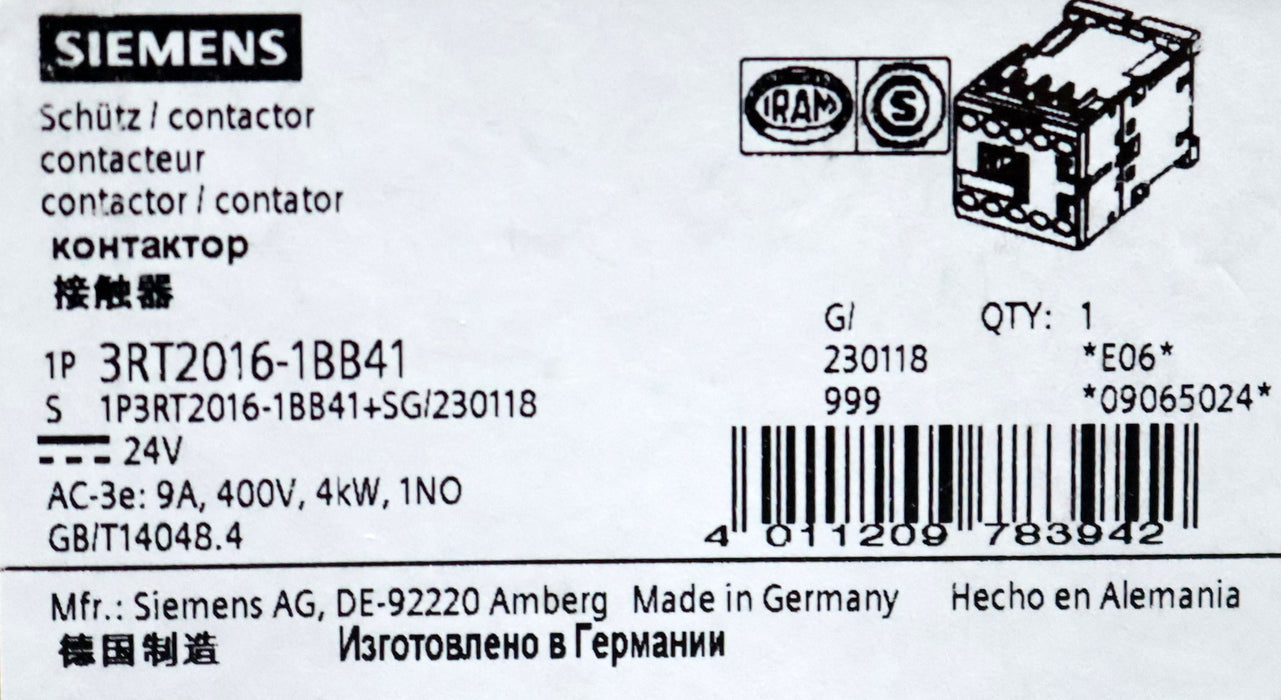 SIEMENS
Schütz / contactor
contacteur
contactor / contator
контактор
接触器
IRAM S
G/ QTY: 1
1P 3RT2016-1BB41
230118 *E06*
S 1P3RT2016-1BB41+SG/230118
999 *09065024*
24V
AC-3e: 9A, 400V, 4kW, 1NO
GB/T14048.4
4 011209 783942
Mfr.: Siemens AG, DE-92220 Amberg Made in Germany Hecho en Alemania
德国制造 Изготовлено в Германии